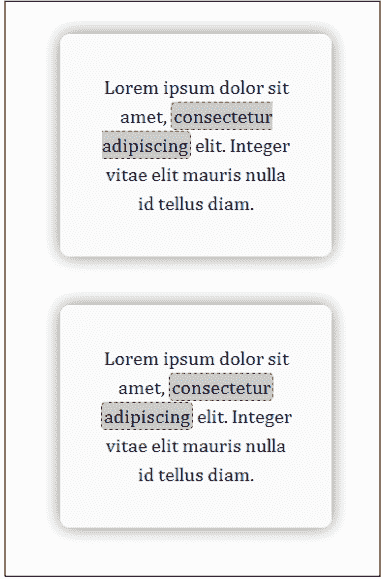 Lorem ipsum dolor sit
amet, consectetur
adipiscing elit. Integer
vitae elit mauris nulla
id tellus diam.
Lorem ipsum dolor sit
amet, consectetur
adipiscing elit. Integer
vitae elit mauris nulla
id tellus diam.